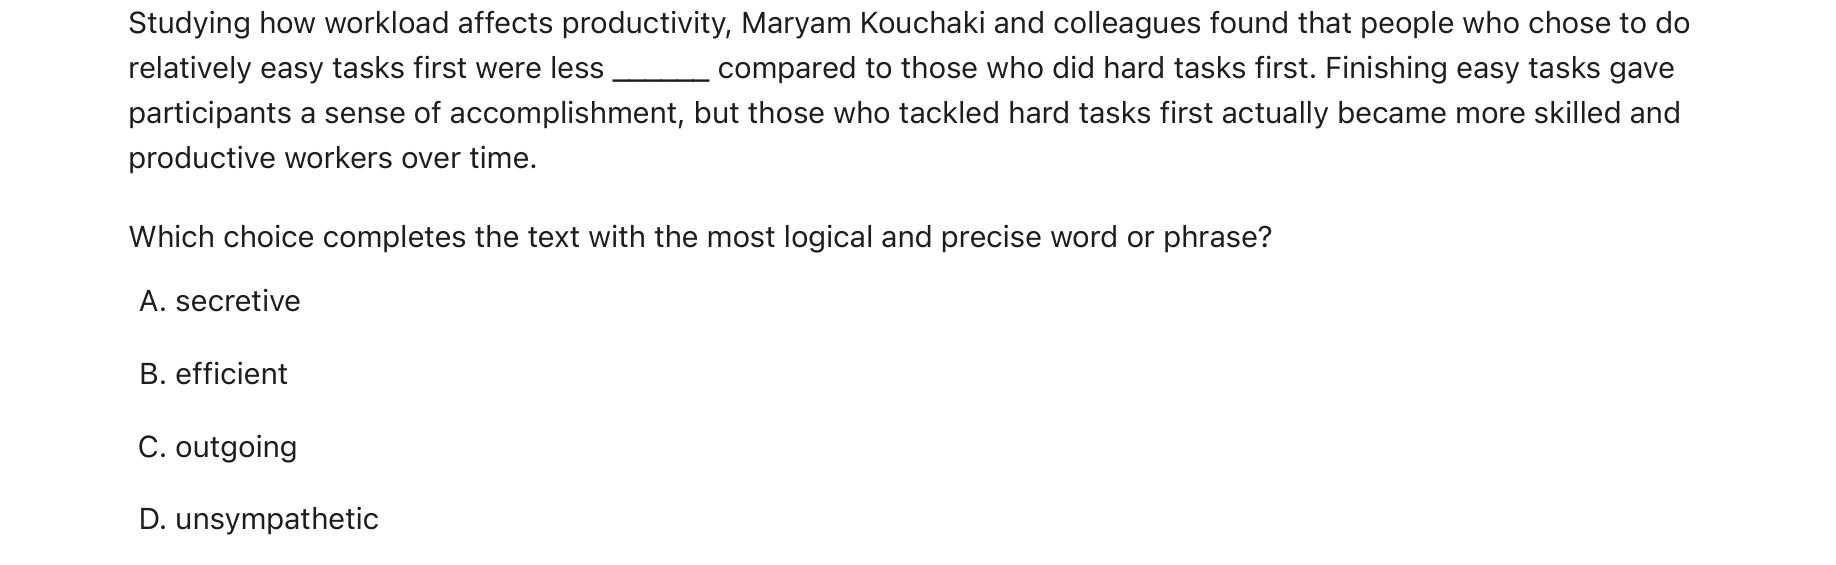 Studying how workload affects productivity, Maryam Kouchaki and colleagues found that people who chose to do
relatively easy tasks first were less ______ compared to those who did hard tasks first. Finishing easy tasks gave
participants a sense of accomplishment, but those who tackled hard tasks first actually became more skilled and
productive workers over time.
Which choice completes the text with the most logical and precise word or phrase?
A. secretive
B. efficient
C. outgoing
D. unsympathetic